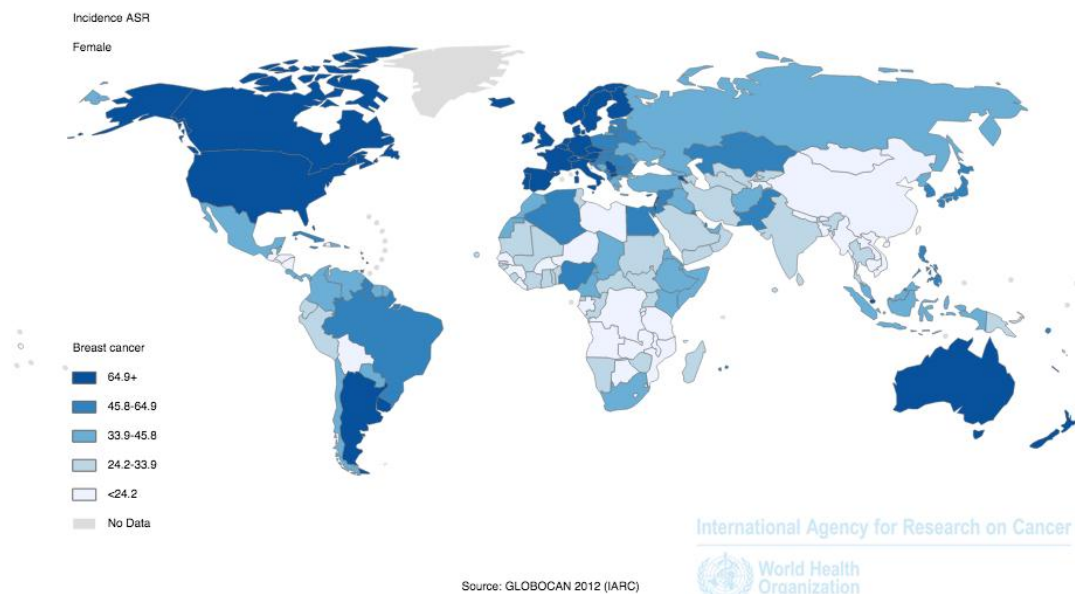 Incidence ASR
Female
Breast cancer
64.9+
45.8-64.9
33.9-45.8
24.2-33.9
<24.2
No Data
International Agency for Research on Cancer
World Health
Organization
Source: GLOBOCAN 2012 (IARC)